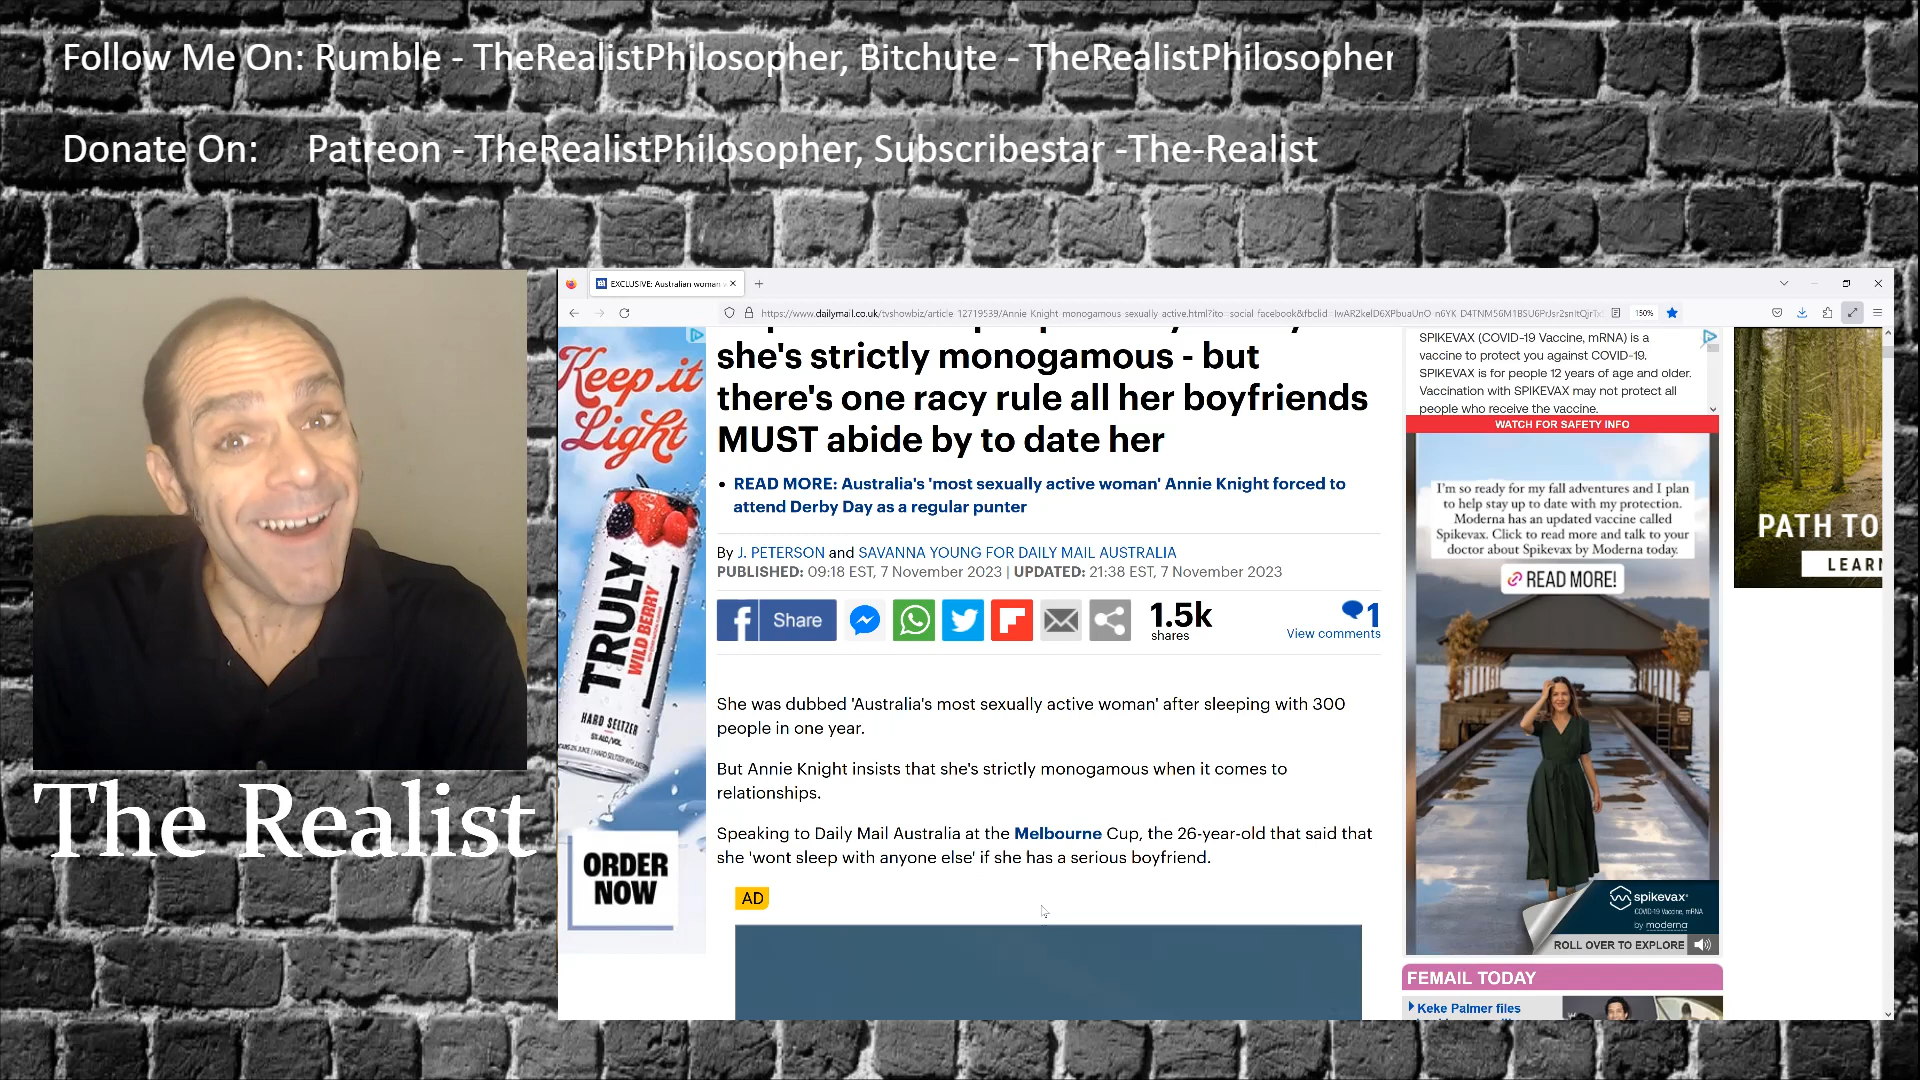 Follow Me On: Rumble - TheRealistPhilosopher, Bitchute - TheRealistPhilosopher
Donate On: Patreon - TheRealistPhilosopher, Subscribestar -The-Realist
The Realist
EXCLUSIVE: Australian woman
150%
she's strictly monogamous - but
there's one racy rule all her boyfriends
MUST abide by to date her
READ MORE: Australia's 'most sexually active woman' Annie Knight forced to
attend Derby Day as a regular punter
By J. PETERSON and SAVANNA YOUNG FOR DAILY MAIL AUSTRALIA
PUBLISHED: 09:18 EST, 7 November 2023 | UPDATED: 21:38 EST, 7 November 2023
Share
1.5k
shares
1
View comments
She was dubbed 'Australia's most sexually active woman' after sleeping with 300
people in one year.
But Annie Knight insists that she's strictly monogamous when it comes to
relationships.
Speaking to Daily Mail Australia at the Melbourne Cup, the 26-year-old that said that
she 'wont sleep with anyone else' if she has a serious boyfriend.
AD
Keep it
Light
TRULY
WILD BERRY
HARD SELTZER
5% ALC/VOL
ORDER
NOW
SPIKEVAX (COVID-19 Vaccine, mRNA) is a
vaccine to protect you against COVID-19.
SPIKEVAX is for people 12 years of age and older.
Vaccination with SPIKEVAX may not protect all
people who receive the vaccine.
WATCH FOR SAFETY INFO
I'm so ready for my fall adventures and I plan
to help stay up to date with my protection.
Moderna has an updated vaccine called
Spikevax. Click to read more and talk to your
doctor about Spikevax by Moderna today.
READ MORE!
spikevax
COVID-19 Vaccine, mRNA
by moderna
ROLL OVER TO EXPLORE
FEMAIL TODAY
Keke Palmer files
PATH TO
LEARN